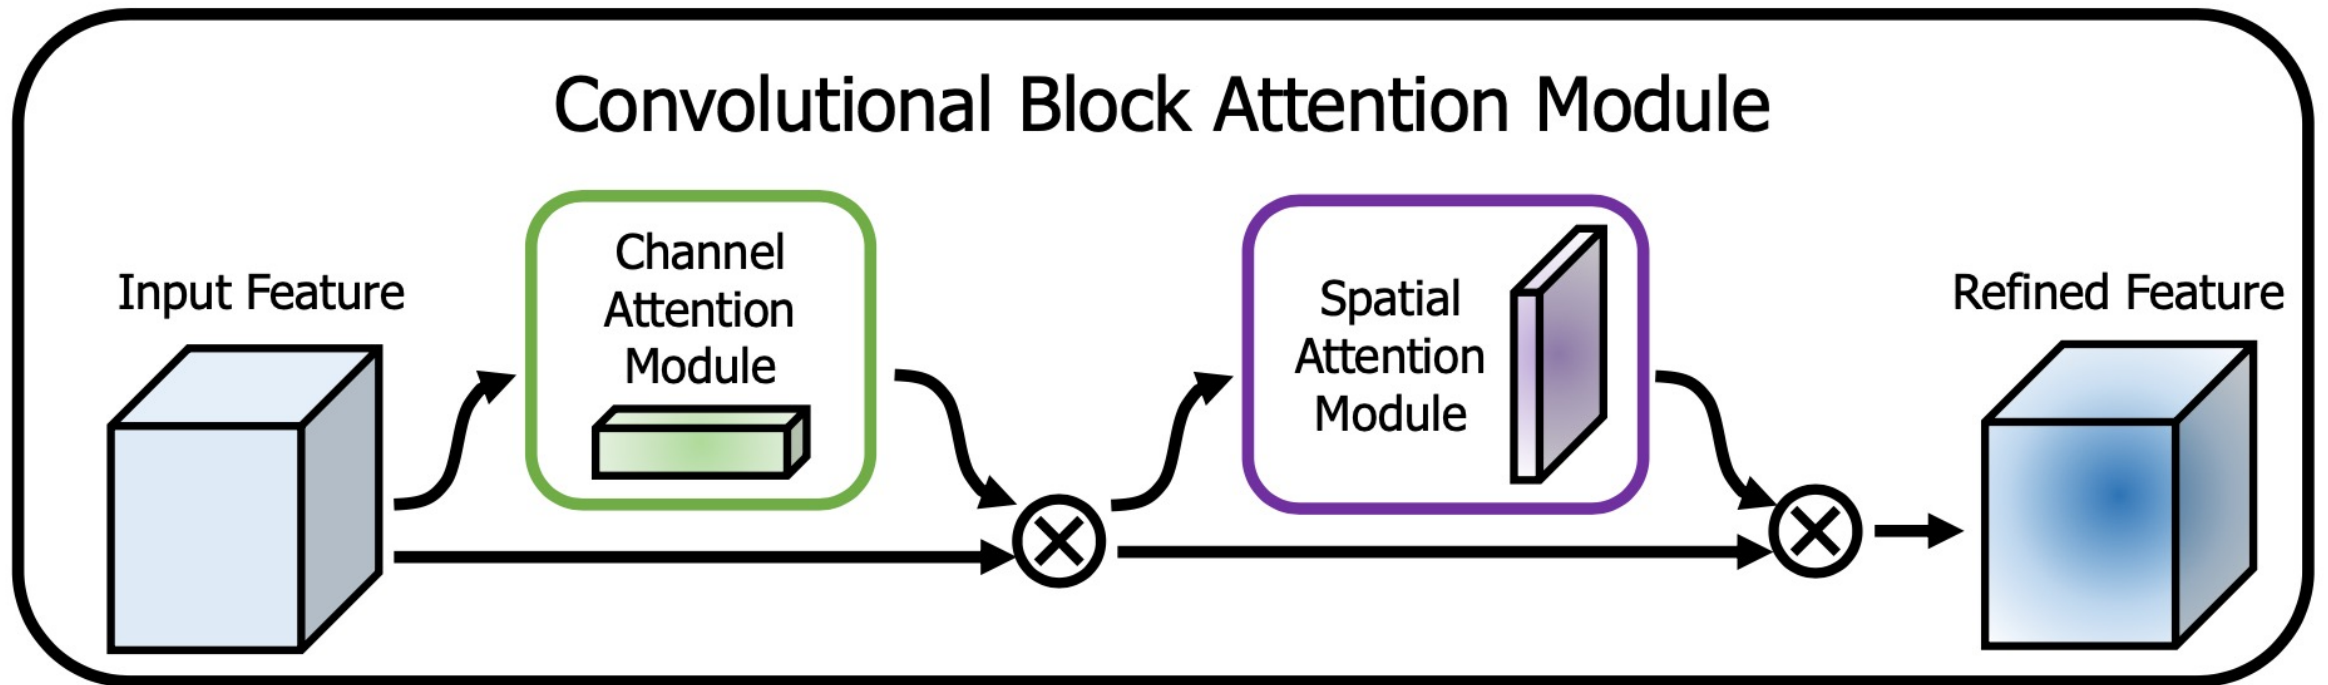 Convolutional Block Attention Module
Input Feature
Channel
Attention
Module
Spatial
Attention
Module
Refined Feature